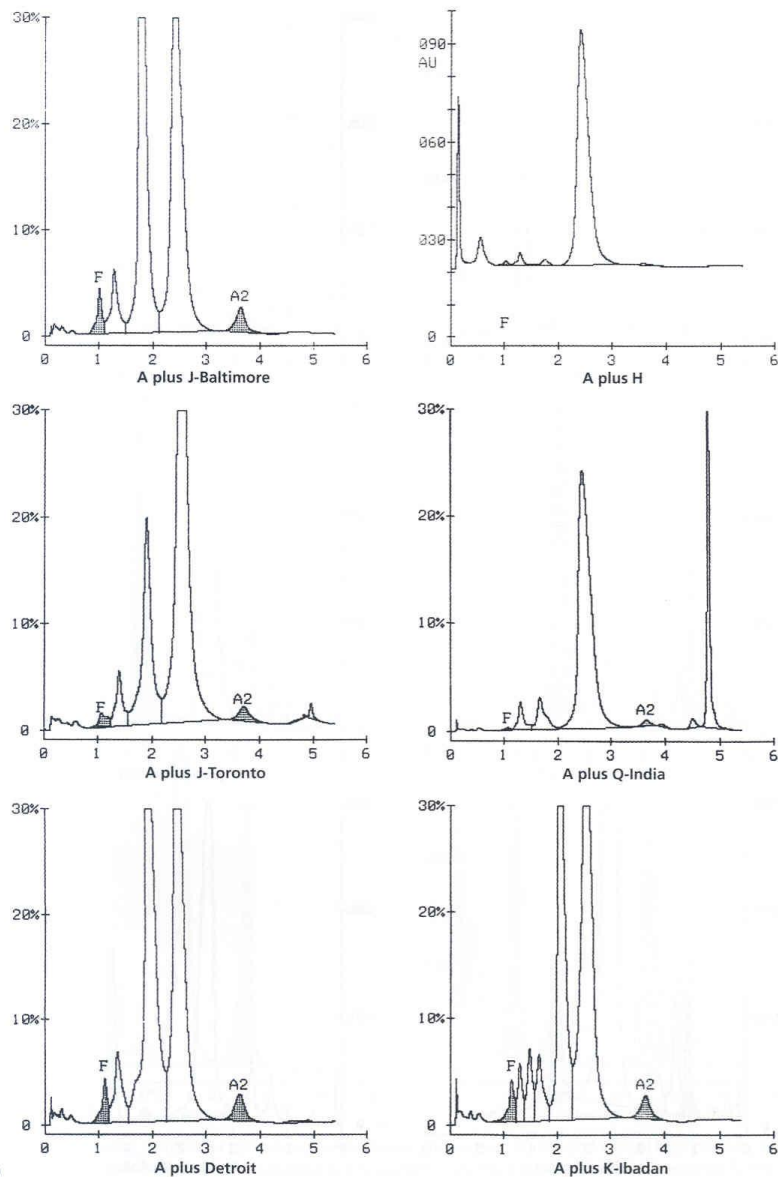 30%
20%
10%
0
F
A2
0 1 2 3 4 5 6
A plus J-Baltimore
090
AU
060
030
0
F
0 1 2 3 4 5 6
A plus H
30%
20%
10%
0
F
A2
0 1 2 3 4 5 6
A plus J-Toronto
30%
20%
10%
0
F
A2
0 1 2 3 4 5 6
A plus Q-India
30%
20%
10%
0
F
A2
0 1 2 3 4 5 6
A plus Detroit
30%
20%
10%
0
F
A2
0 1 2 3 4 5 6
A plus K-Ibadan